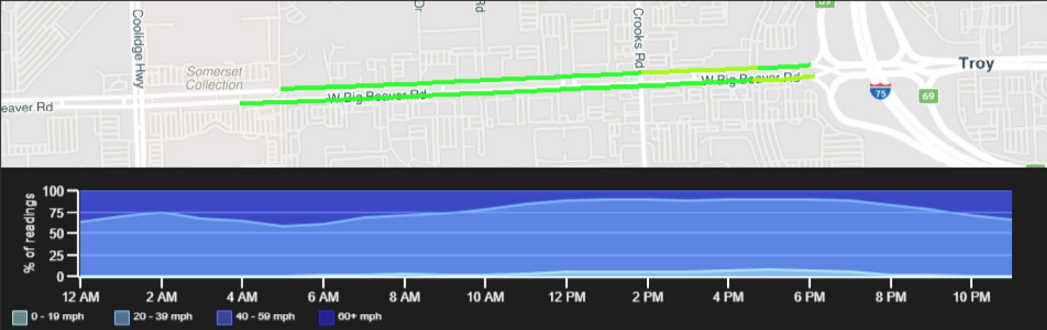 69
Coolidge Hwy
Dr
Rd
Crooks Rd
Somerset
Collection
Troy
W Big Beaver Rd
W Big Beaver Rd
eaver Rd
75
69
% of readings
100
75
50
25
0
12 AM 2 AM 4 AM 6 AM 8 AM 10 AM 12 PM 2 PM 4 PM 6 PM 8 PM 10 PM
0 - 19 mph 20 - 39 mph 40 - 59 mph 60+ mph